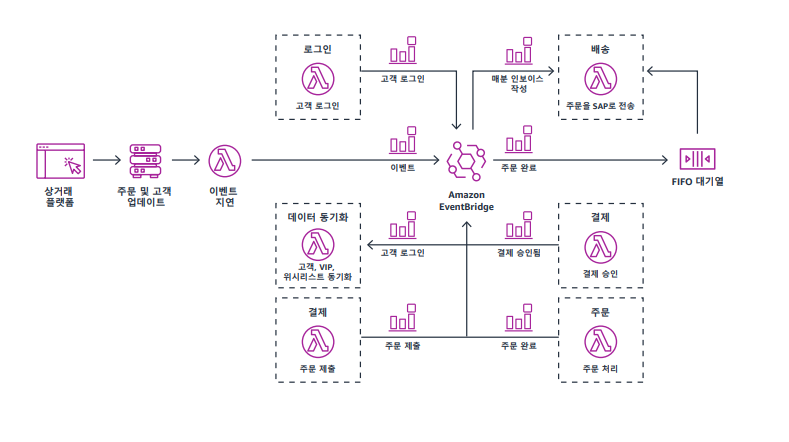 로그인
고객 로그인
고객 로그인
매분 인보이스
작성
배송
주문을 SAP로 전송
상거래
플랫폼
주문 및 고객
업데이트
이벤트
지연
이벤트
Amazon
EventBridge
주문 완료
FIFO 대기열
데이터 동기화
고객, VIP,
위시리스트 동기화
고객 로그인
결제 승인됨
결제
결제 승인
결제
주문 제출
주문 제출
주문 완료
주문
주문 처리